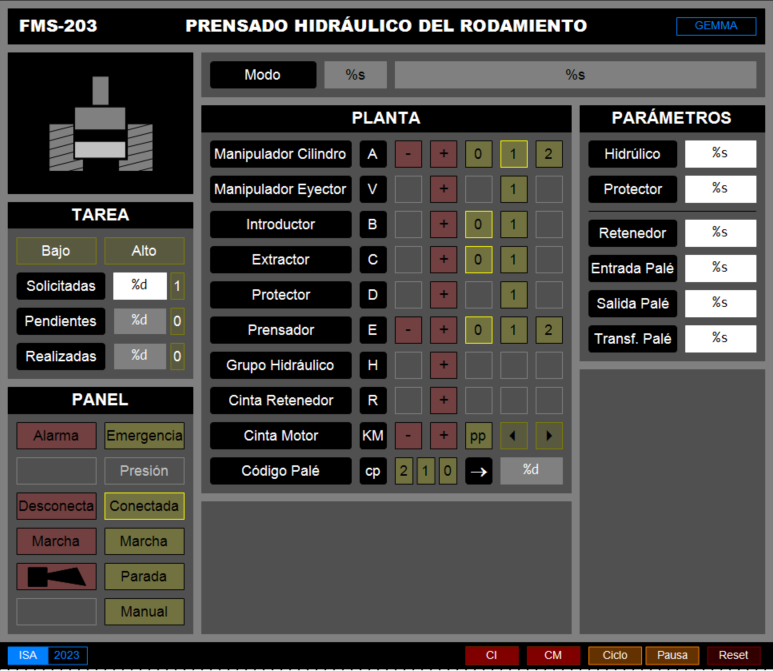 FMS-203 PRENSADO HIDRÁULICO DEL RODAMIENTO GEMMA
Modo %s %s
PLANTA
Manipulador Cilindro A - + 0 1 2
Manipulador Eyector V + 1
Introductor B + 0 1
Extractor C + 0 1
Protector D + 1
Prensador E - + 0 1 2
Grupo Hidráulico H +
Cinta Retenedor R +
Cinta Motor KM - + pp
Código Palé cp 2 1 0 → %d
PARÁMETROS
Hidrúlico %s
Protector %s
Retenedor %s
Entrada Palé %s
Salida Palé %s
Transf. Palé %s
TAREA
Bajo Alto
Solicitadas %d 1
Pendientes %d 0
Realizadas %d 0
PANEL
Alarma Emergencia
Presión
Desconecta Conectada
Marcha Marcha
Parada
Manual
ISA 2023 CI CM Ciclo Pausa Reset